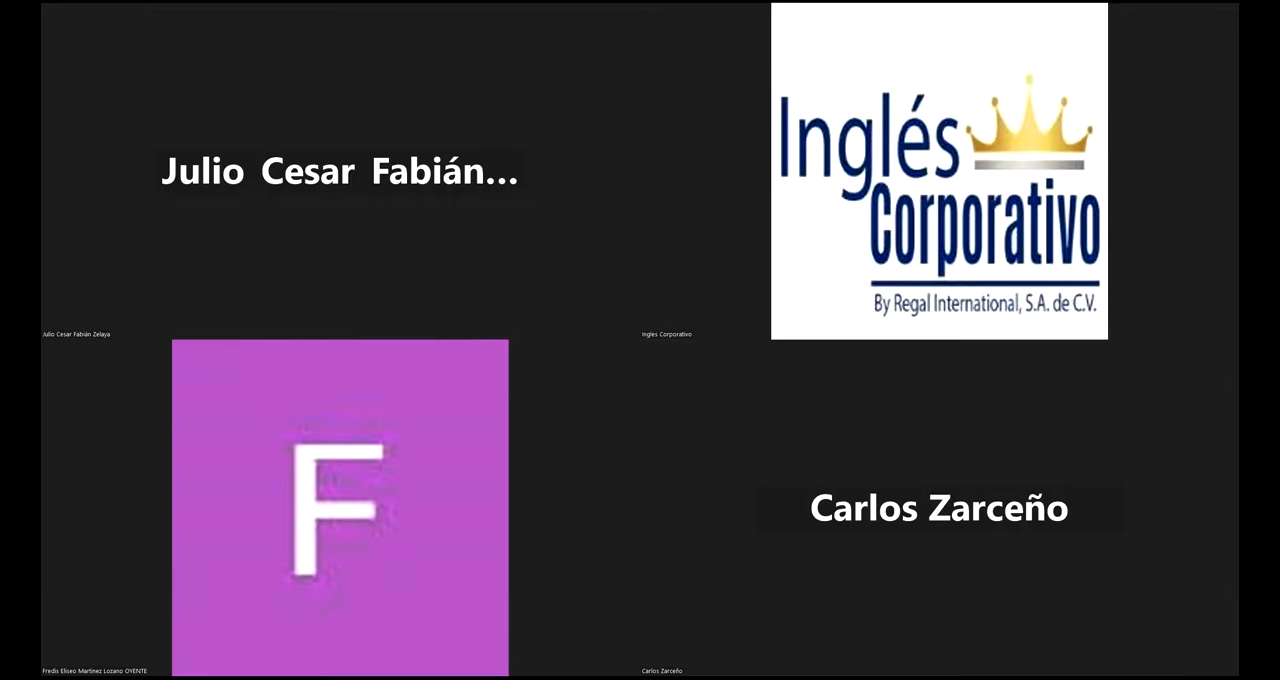 Julio Cesar Fabián...
Julio Cesar Fabián Zelaya
Inglés
Corporativo
By Regal International, S.A. de C.V.
Ingles Corporativo
F
Fredis Eliseo Martinez Lozano OYENTE
Carlos Zarceño
Carlos Zarceño